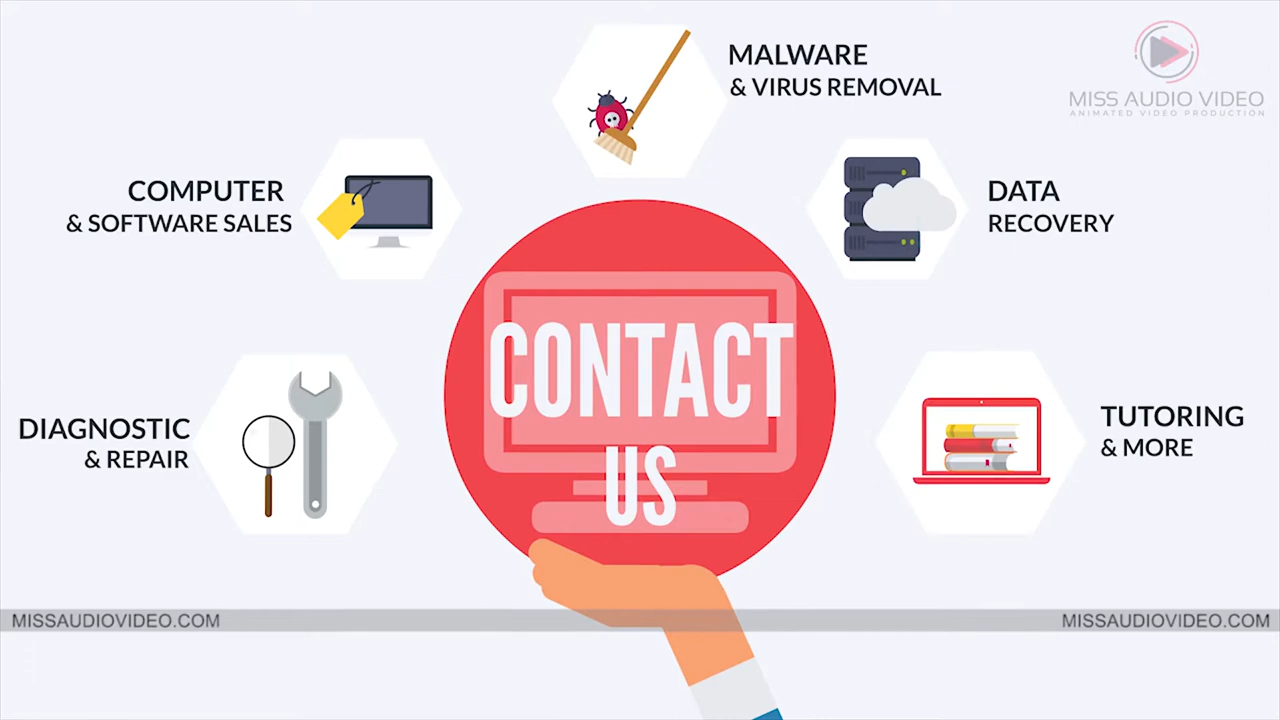 MALWARE
& VIRUS REMOVAL
MISS AUDIO VIDEO
ANIMATED VIDEO PRODUCTION
COMPUTER
& SOFTWARE SALES
DATA
RECOVERY
CONTACT
US
DIAGNOSTIC
& REPAIR
TUTORING
& MORE
MISSAUDIOVIDEO.COM
MISSAUDIOVIDEO.COM